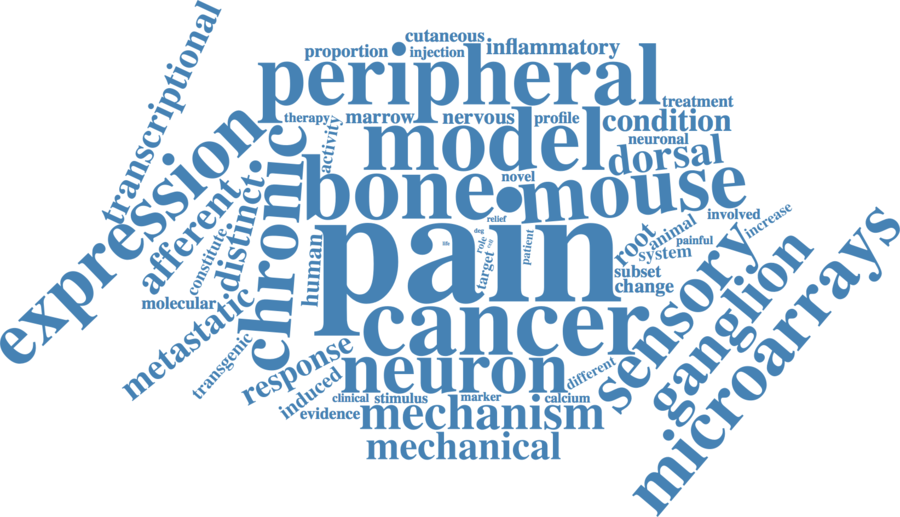 transcriptional
expression
afferent
constitute
distinct
molecular
metastatic
transgenic
chronic
cutaneous
proportion
injection
inflammatory
peripheral
treatment
therapy
marrow
nervous
profile
condition
activity
model
neuronal
dorsal
novel
bone
mouse
relief
involved
increase
human
pain
deg
role
target
patient
root
animal
painful
system
subset
change
sensory
ganglion
microarrays
cancer
response
neuron
different
induced
clinical
stimulus
marker
calcium
evidence
mechanism
mechanical